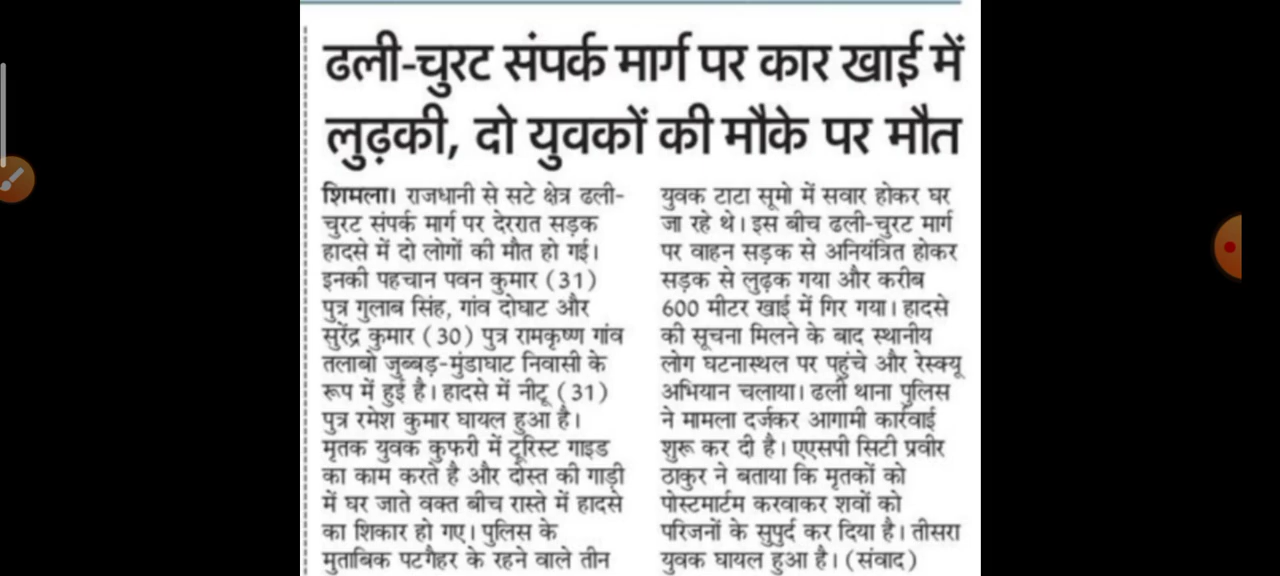 ढली-चुरट संपर्क मार्ग पर कार खाई में
लुढ़की, दो युवकों की मौके पर मौत
शिमला। राजधानी से सटे क्षेत्र ढली-
चुरट संपर्क मार्ग पर देररात सड़क
हादसे में दो लोगों की मौत हो गई।
इनकी पहचान पवन कुमार (31)
पुत्र गुलाब सिंह, गांव दोघाट और
सुरेंद्र कुमार (30) पुत्र रामकृष्ण गांव
तलाबो जुब्बड़-मुंडाघाट निवासी के
रूप में हुई है। हादसे में नीटू (31)
पुत्र रमेश कुमार घायल हुआ है।
मृतक युवक कुफरी में टूरिस्ट गाइड
का काम करते है और दोस्त की गाड़ी
में घर जाते वक्त बीच रास्ते में हादसे
का शिकार हो गए। पुलिस के
मुताबिक पटगैहर के रहने वाले तीन
युवक टाटा सूमो में सवार होकर घर
जा रहे थे। इस बीच ढली-चुरट मार्ग
पर वाहन सड़क से अनियंत्रित होकर
सड़क से लुढ़क गया और करीब
600 मीटर खाई में गिर गया। हादसे
की सूचना मिलने के बाद स्थानीय
लोग घटनास्थल पर पहुंचे और रेस्क्यू
अभियान चलाया। ढली थाना पुलिस
ने मामला दर्जकर आगामी कार्रवाई
शुरू कर दी है। एएसपी सिटी प्रवीर
ठाकुर ने बताया कि मृतकों को
पोस्टमार्टम करवाकर शवों को
परिजनों के सुपुर्द कर दिया है। तीसरा
युवक घायल हुआ है। (संवाद)